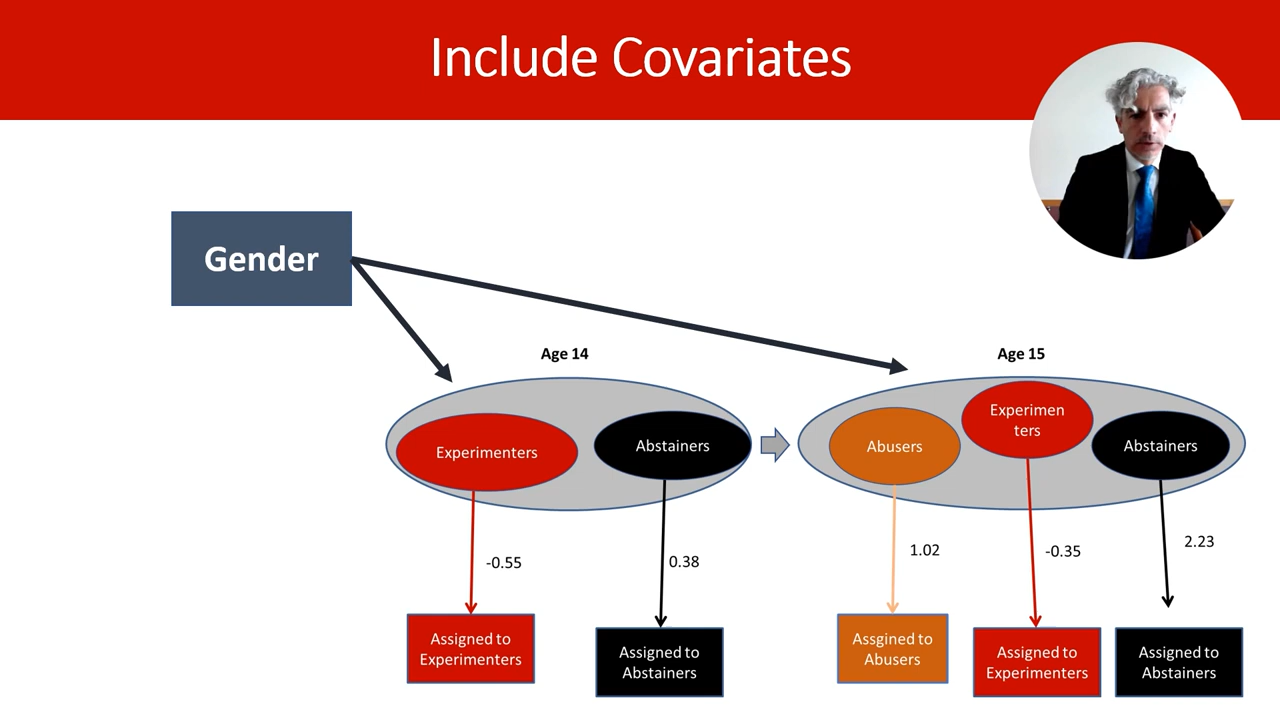 Include Covariates
Gender
Age 14
Age 15
Experimenters
Abstainers
Abusers
Experimen
ters
Abstainers
-0.55
0.38
1.02
-0.35
2.23
Assigned to
Experimenters
Assigned to
Abstainers
Assgined to
Abusers
Assigned to
Experimenters
Assigned to
Abstainers